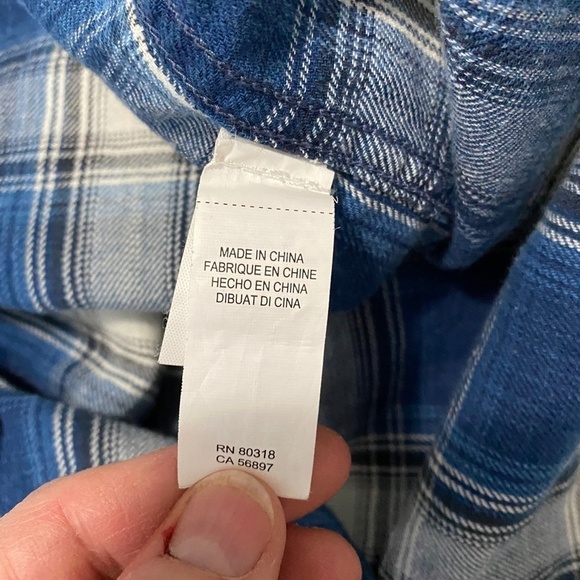 MADE IN CHINA
FABRIQUE EN CHINE
HECHO EN CHINA
DIBUAT DI CINA
RN 80318
CA 56897